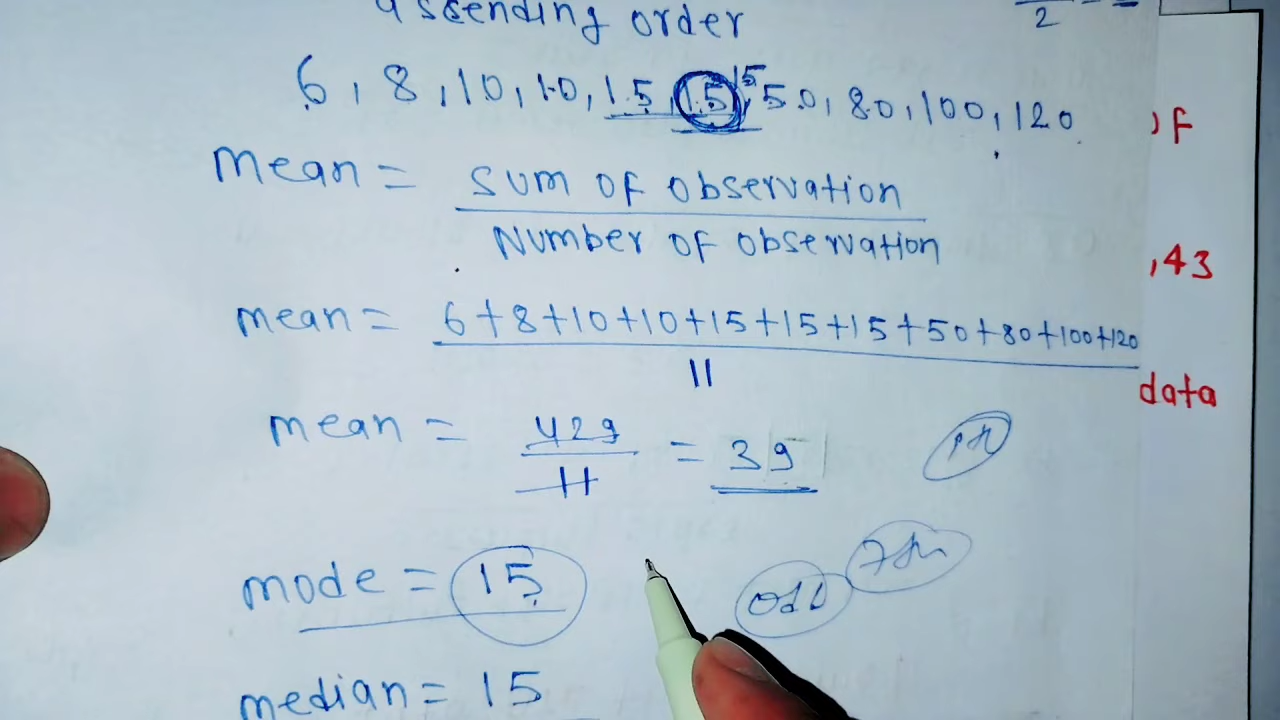 ascending order
2
6, 8, 10, 10, 15, 15, 15, 50, 80, 100, 120
mean = sum of observation
Number of observation
mean = 6+8+10+10+15+15+15+50+80+100+120
11
mean = 429 = 39
11
mode = 15
odd
median = 15
of
,43
data